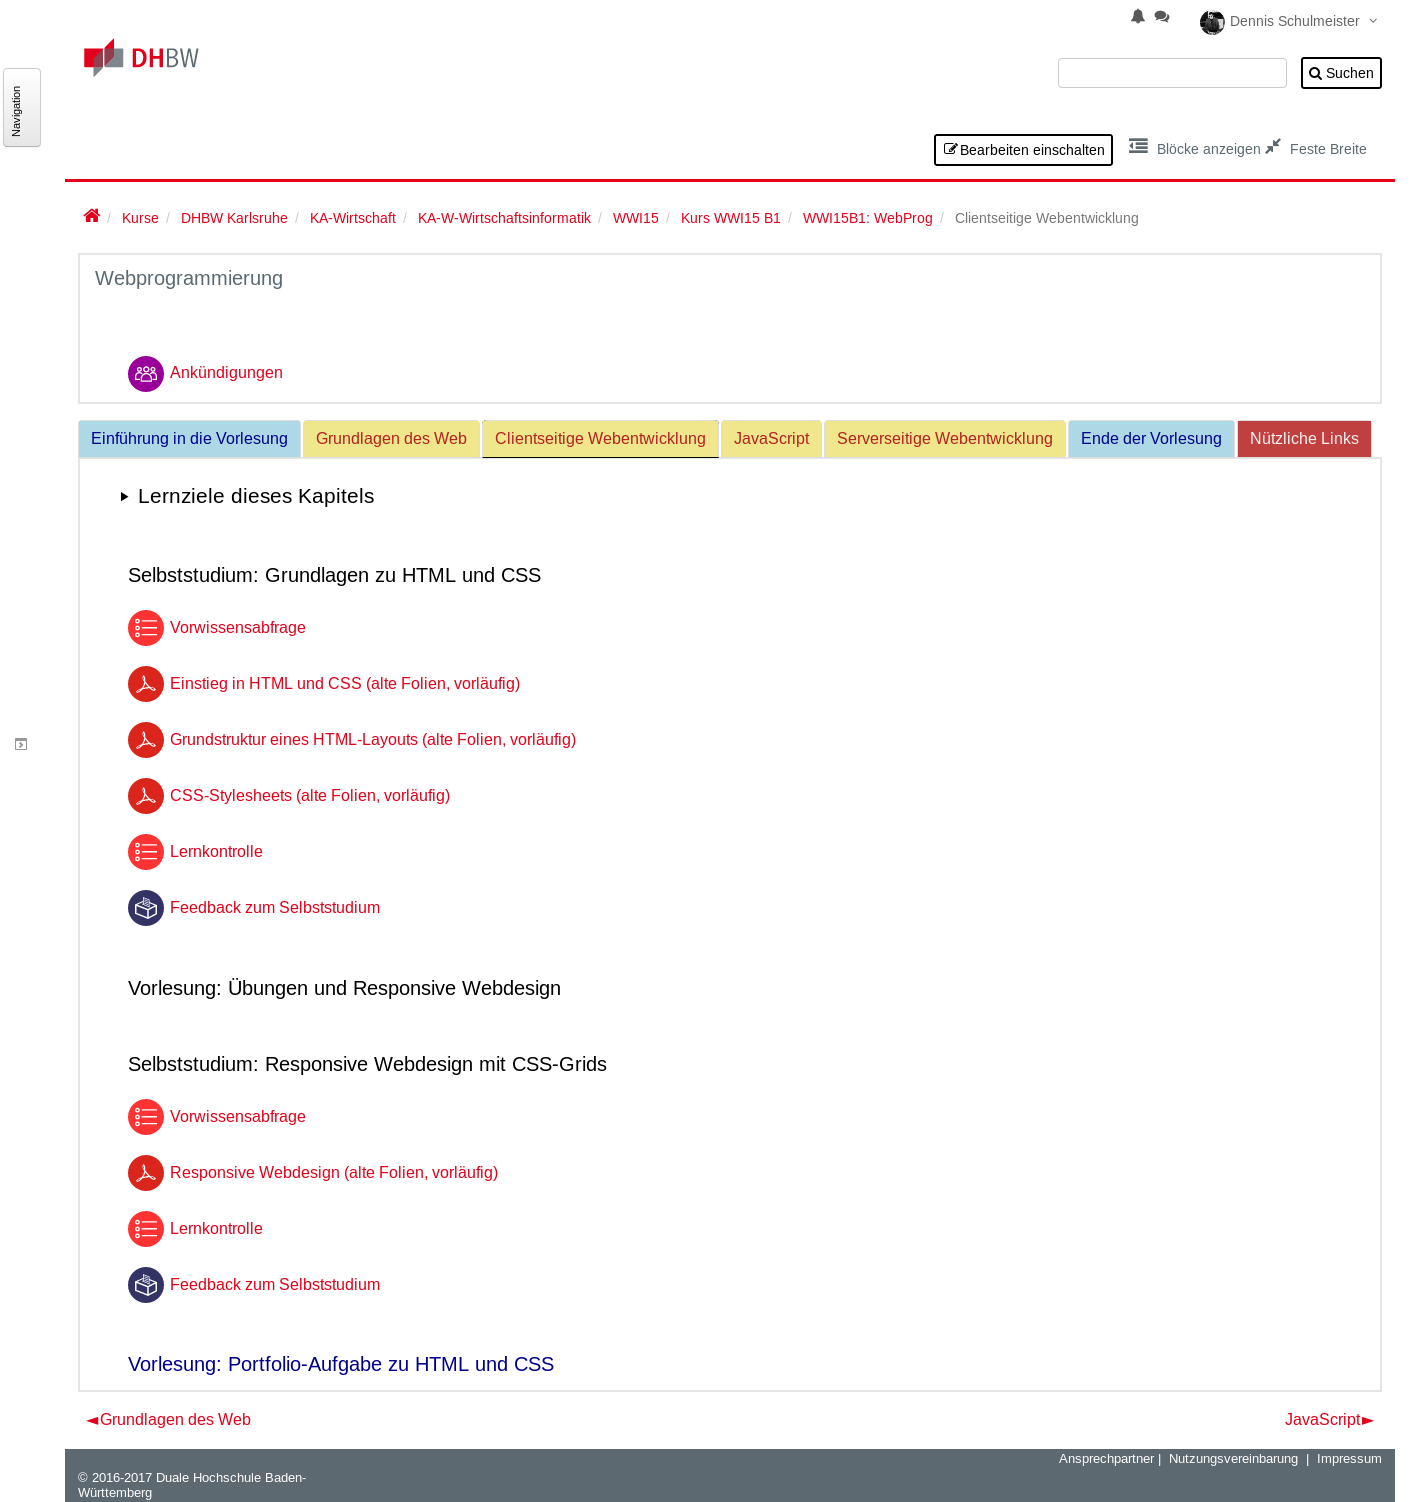 Dennis Schulmeister
DHBW
Navigation
Suchen
Bearbeiten einschalten Blöcke anzeigen Feste Breite
Kurse / DHBW Karlsruhe / KA-Wirtschaft / KA-W-Wirtschaftsinformatik / WWI15 / Kurs WWI15 B1 / WWI15B1: WebProg / Clientseitige Webentwicklung
Webprogrammierung
Ankündigungen
Einführung in die Vorlesung Grundlagen des Web Clientseitige Webentwicklung JavaScript Serverseitige Webentwicklung Ende der Vorlesung Nützliche Links
Lernziele dieses Kapitels
Selbststudium: Grundlagen zu HTML und CSS
Vorwissensabfrage
Einstieg in HTML und CSS (alte Folien, vorläufig)
Grundstruktur eines HTML-Layouts (alte Folien, vorläufig)
CSS-Stylesheets (alte Folien, vorläufig)
Lernkontrolle
Feedback zum Selbststudium
Vorlesung: Übungen und Responsive Webdesign
Selbststudium: Responsive Webdesign mit CSS-Grids
Vorwissensabfrage
Responsive Webdesign (alte Folien, vorläufig)
Lernkontrolle
Feedback zum Selbststudium
Vorlesung: Portfolio-Aufgabe zu HTML und CSS
◄Grundlagen des Web JavaScript►
Ansprechpartner | Nutzungsvereinbarung | Impressum
© 2016-2017 Duale Hochschule Baden-
Württemberg